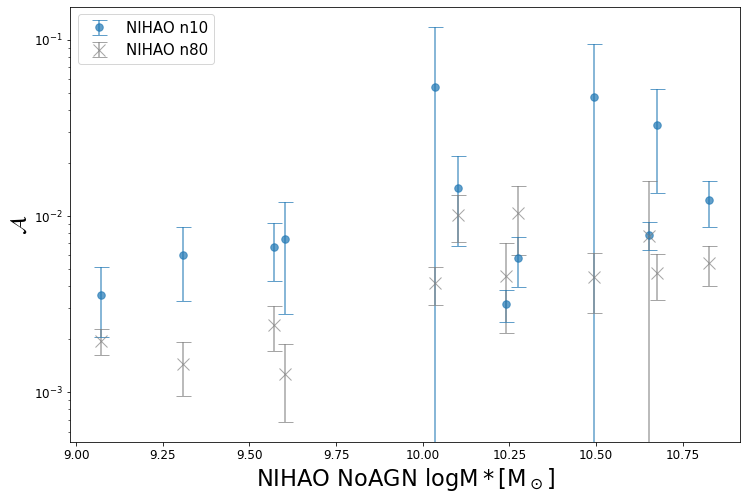 NIHAO n10
NIHAO n80
10⁻¹
10⁻²
10⁻³
𝒜
9.00 9.25 9.50 9.75 10.00 10.25 10.50 10.75
NIHAO NoAGN logM * [M_⊙]